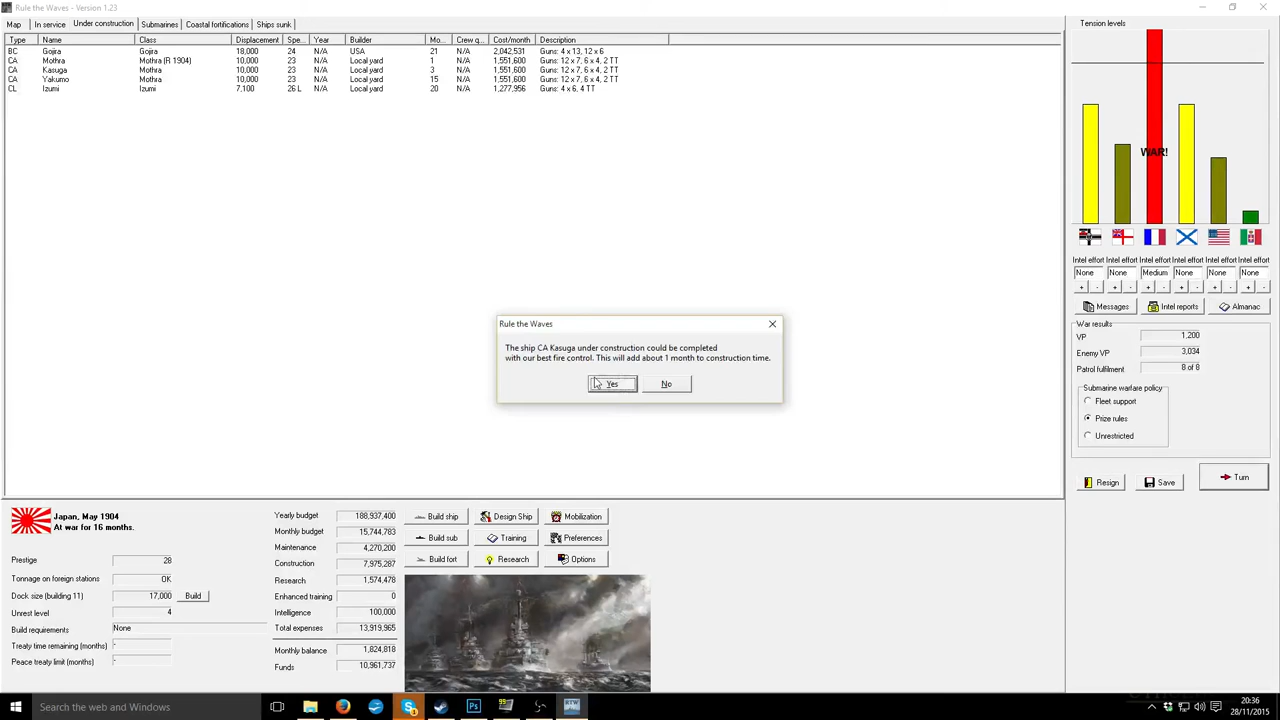 Rule the Waves - Version 1.23
Map In service Under construction Submarines Coastal fortifications Ships sunk
Type Name Class Displacement Spe... Year Builder Mo... Crew q... Cost/month Description
BC Gojira Gojira 18,000 24 N/A USA 21 N/A 2,042,531 Guns: 4 x 13, 12 x 6
CA Mothra Mothra (R 1904) 10,000 23 N/A Local yard 1 N/A 1,551,600 Guns: 12 x 7, 6 x 4, 2 TT
CA Kasuga Mothra 10,000 23 N/A Local yard 3 N/A 1,551,600 Guns: 12 x 7, 6 x 4, 2 TT
CA Yakumo Mothra 10,000 23 N/A Local yard 15 N/A 1,551,600 Guns: 12 x 7, 6 x 4, 2 TT
CL Izumi Izumi 7,100 26 L N/A Local yard 20 N/A 1,277,956 Guns: 4 x 6, 4 TT
Tension levels
WAR!
Intel effort Intel effort Intel effort Intel effort Intel effort Intel effort
None None Medium None None None
+ - + - + - + - + - + -
Messages Intel reports Almanac
War results
VP 1,200
Enemy VP 3,034
Patrol fulfilment 8 of 8
Submarine warfare policy
Fleet support
Prize rules
Unrestricted
Resign Save Turn
Rule the Waves
The ship CA Kasuga under construction could be completed
with our best fire control. This will add about 1 month to construction time.
Yes No
Japan, May 1904
At war for 16 months.
Prestige 28
Tonnage on foreign stations OK
Dock size (building 11) 17,000 Build
Unrest level 4
Build requirements None
Treaty time remaining (months) -
Peace treaty limit (months) -
Yearly budget 188,937,400
Monthly budget 15,744,783
Maintenance 4,270,200
Construction 7,975,287
Research 1,574,478
Enhanced training 0
Intelligence 100,000
Total expenses 13,919,965
Monthly balance 1,824,818
Funds 10,961,737
Build ship Design Ship Mobilization
Build sub Training Preferences
Build fort Research Options
Search the web and Windows
20:36
28/11/2015